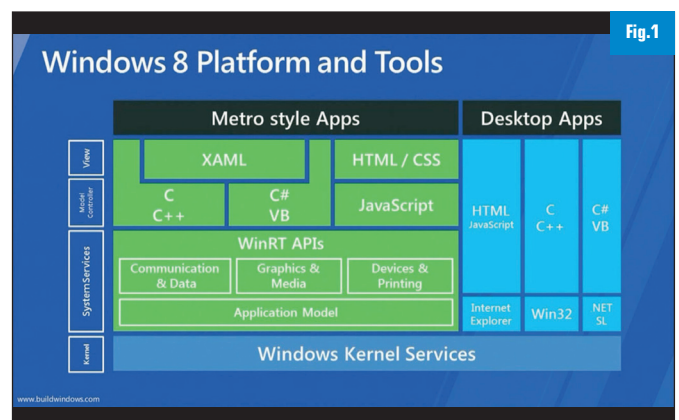 Fig.1
Windows 8 Platform and Tools
Metro style Apps
Desktop Apps
View
XAML
HTML / CSS
Model
Controller
C
C++
C#
VB
JavaScript
HTML
JavaScript
C
C++
C#
VB
SystemServices
WinRT APIs
Communication
& Data
Graphics &
Media
Devices &
Printing
Application Model
Internet
Explorer
Win32
NET
SL
Kernel
Windows Kernel Services
www.buildwindows.com